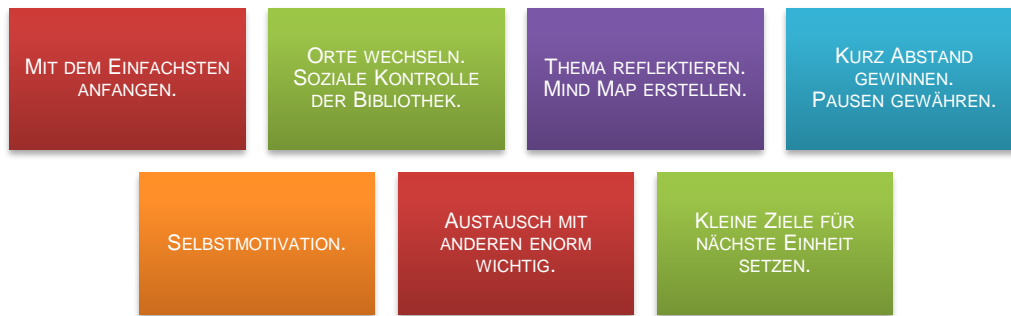 Mit dem Einfachsten
anfangen.
Orte wechseln.
Soziale Kontrolle
der Bibliothek.
Thema reflektieren.
Mind Map erstellen.
Kurz Abstand
gewinnen.
Pausen gewähren.
Selbstmotivation.
Austausch mit
anderen enorm
wichtig.
Kleine Ziele für
nächste Einheit
setzen.